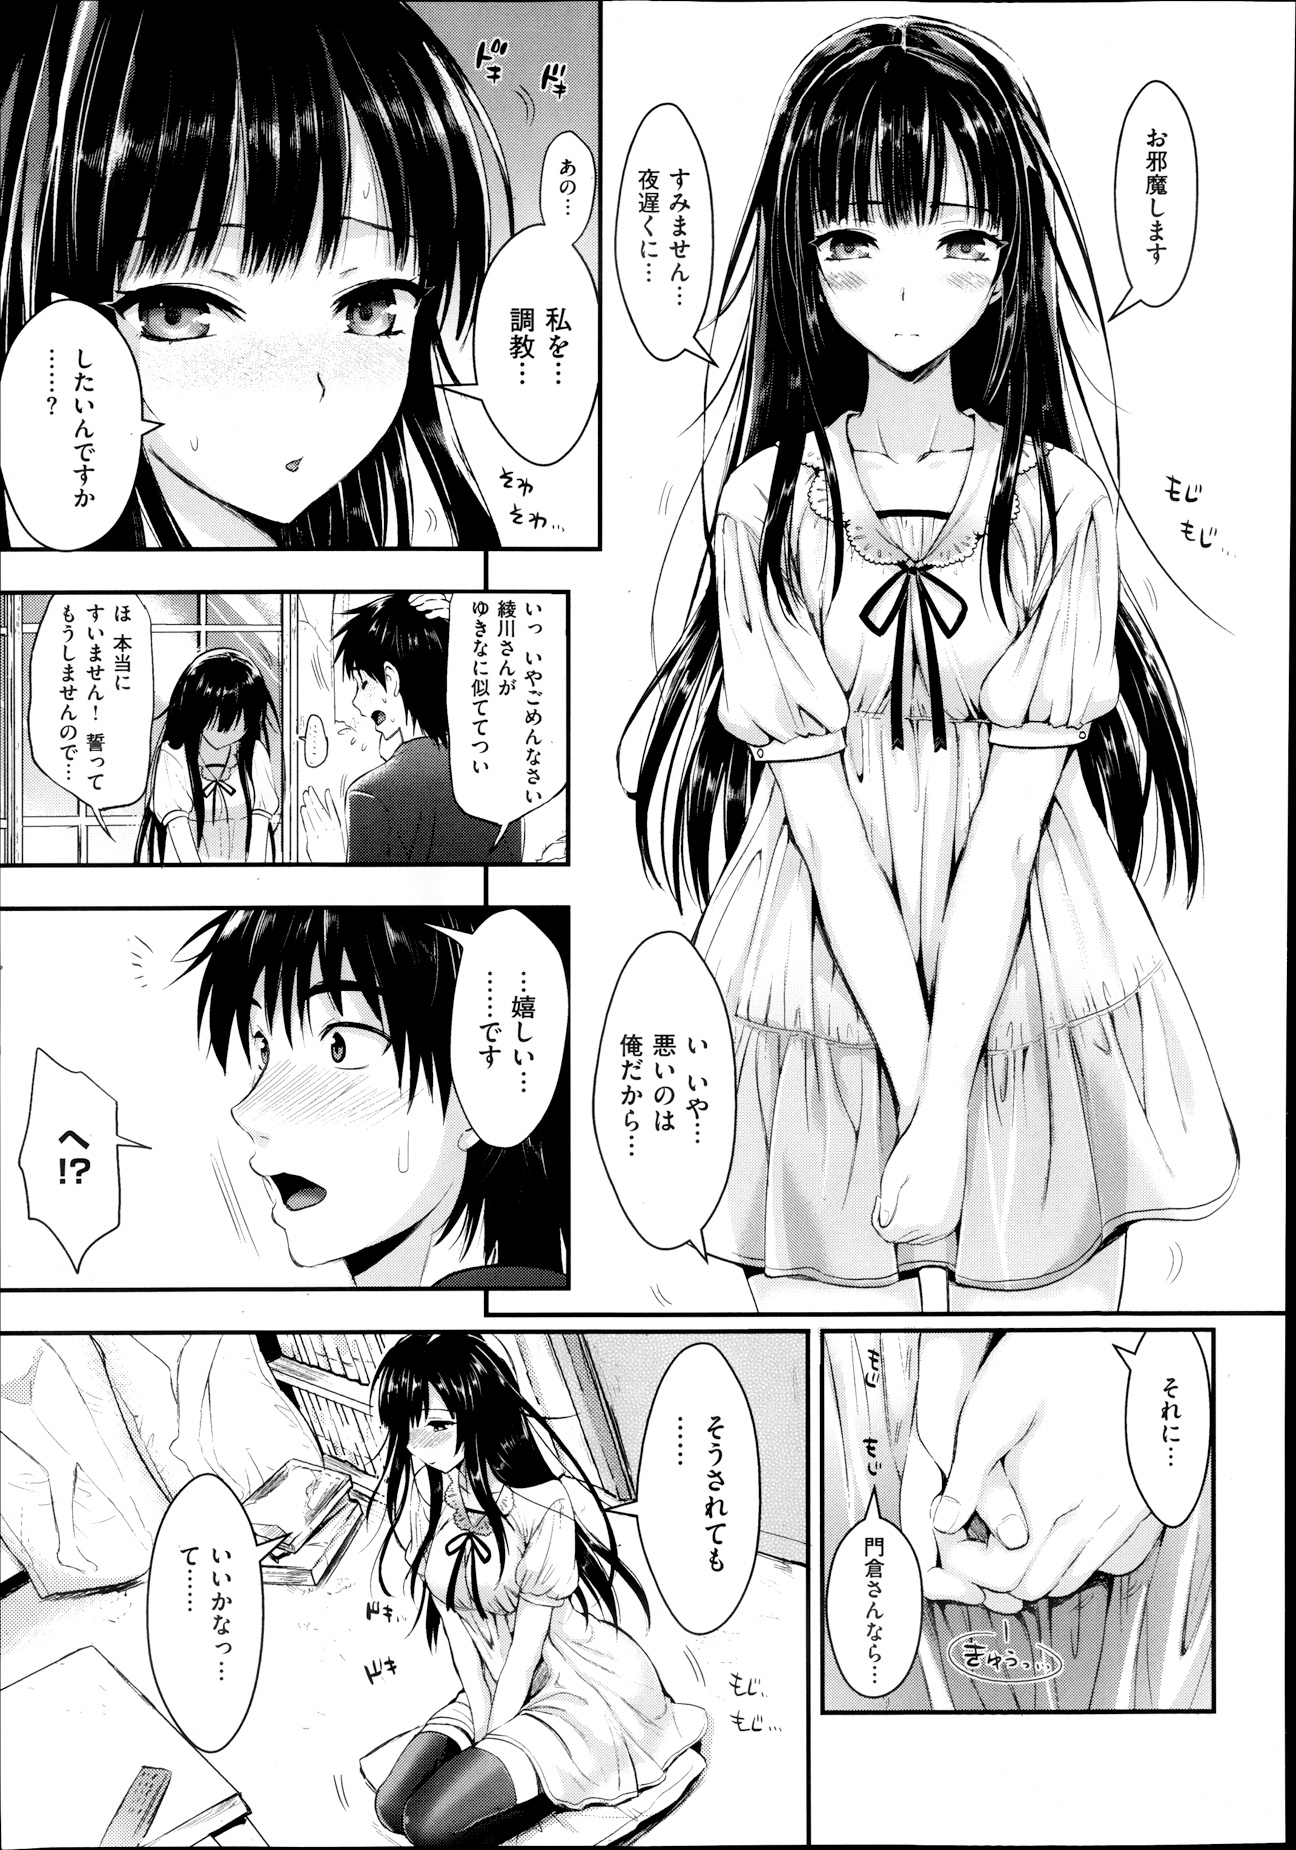 お邪魔します
すみません…
夜遅くに…
もじ
もじ…
い いや…
悪いのは
俺だから…
ドキ
ドキ
あの…
私を…
調教…
したいんですか
……？
そわ
そわ…
いっ いやごめんなさい
綾川さんが
ゆきなに似ててつい
……
ほ 本当に
すいません！ 誓って
もうしませんので…
…嬉しい…
……です
へ!?
それに…
もじ
もじ
門倉さんなら…
きゅうっ…
そうされても
……
いいかなっ…
て……
ドキ…
ドキ
もじ…
もじ…